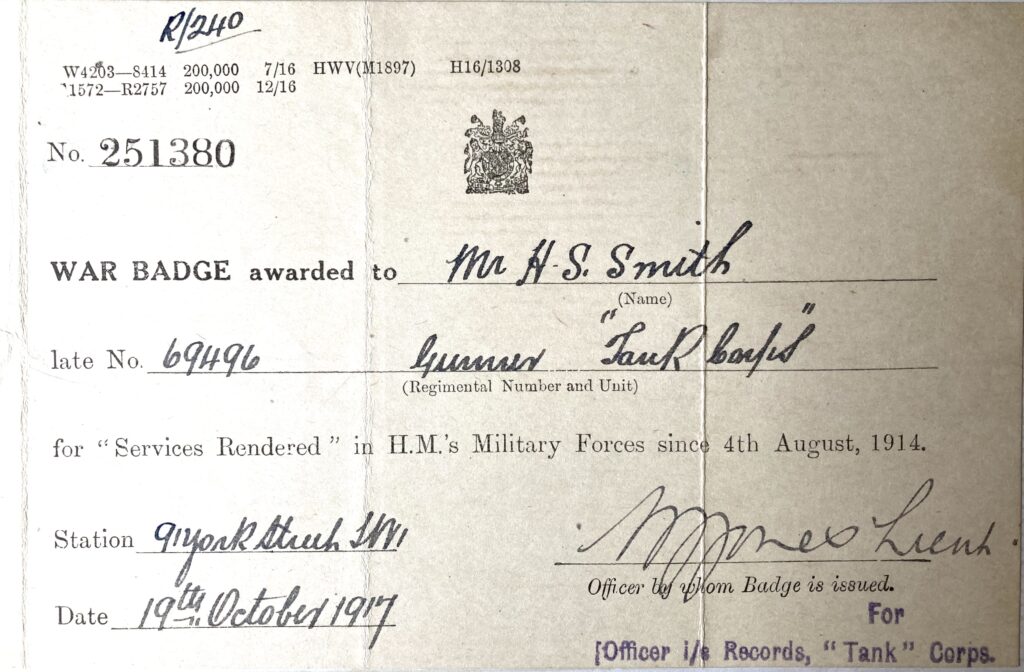 R/240
W4203—8414 200,000 7/16 HWV(M1897) H16/1308
1572—R2757 200,000 12/16
No. 251380
WAR BADGE awarded to Mr H. S. Smith
(Name)
late No. 69496 Gunner "Tank Corps"
(Regimental Number and Unit)
for "Services Rendered" in H.M.'s Military Forces since 4th August, 1914.
Station 91 York Street SW1
Jones Lieut.
Officer by whom Badge is issued.
Date 19th October 1917
For
[Officer i/c Records, "Tank" Corps.